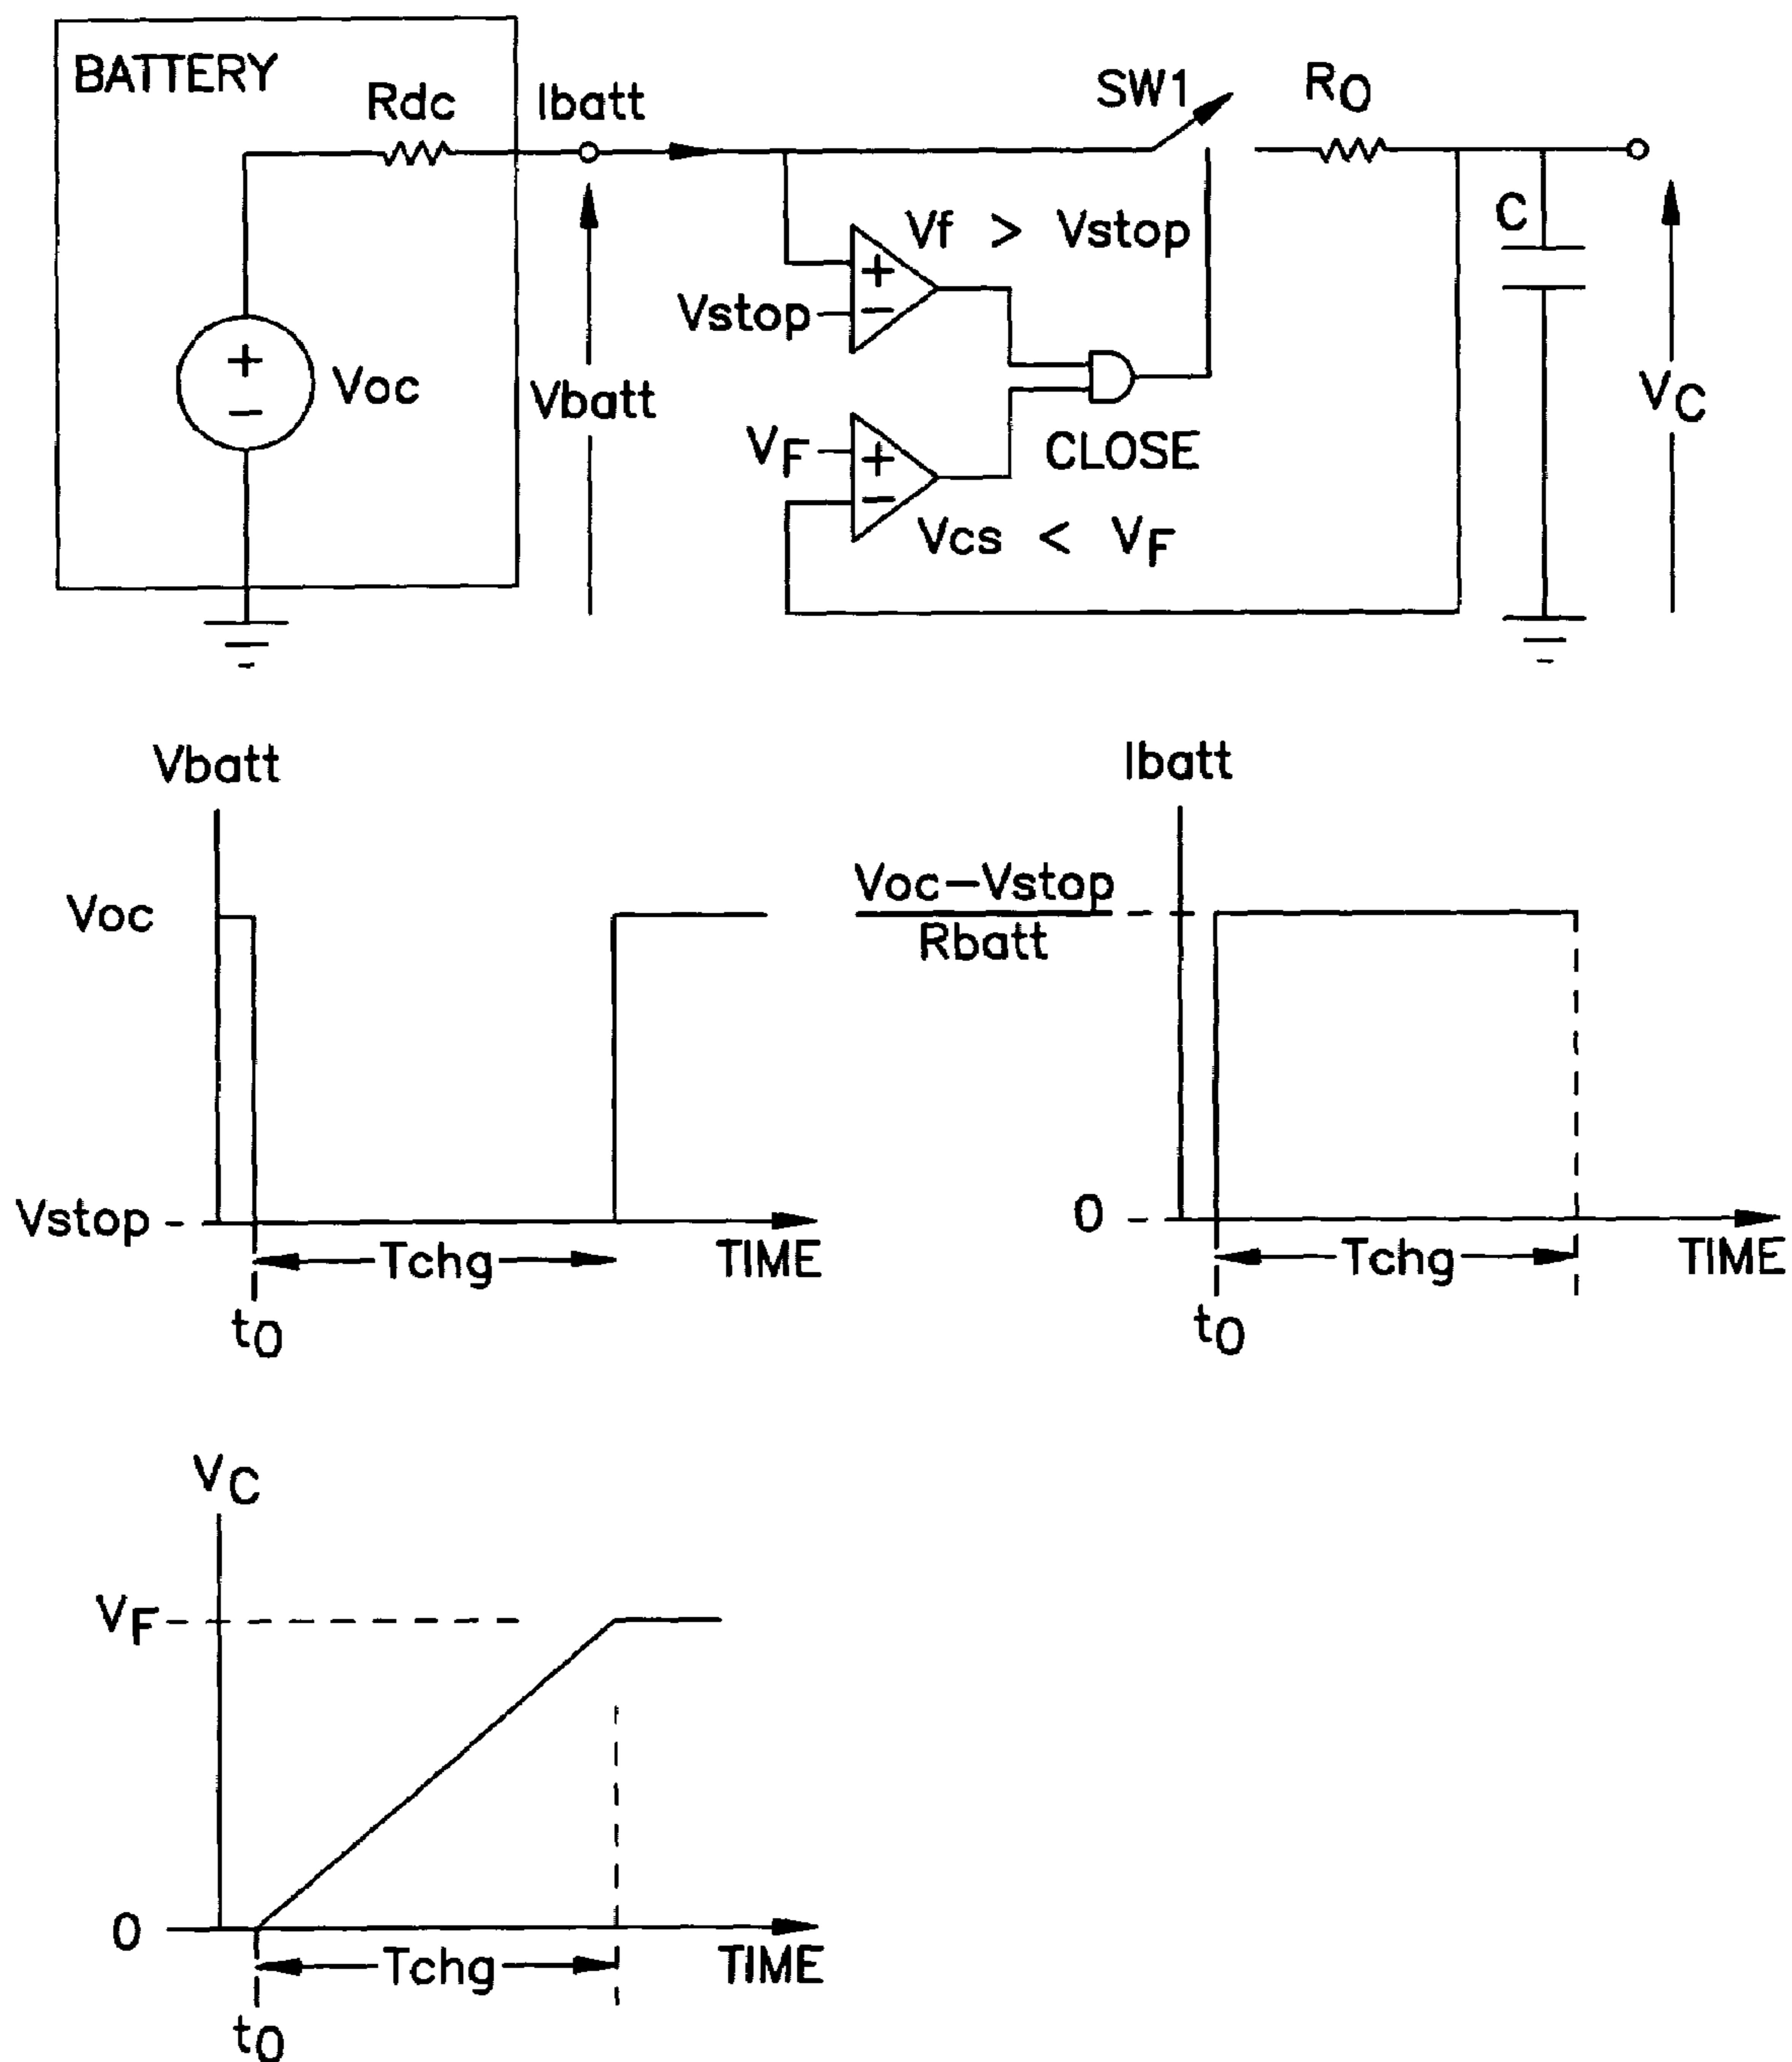 BATTERY
Rdc
Ibatt
SW1
RO
Vf > Vstop
C
+
−
Vstop
+
−
Voc
Vbatt
VC
VF
+
−
CLOSE
Vcs < VF
Vbatt
Ibatt
Voc
Voc−Vstop
Rbatt
Vstop
Tchg
TIME
0
Tchg
TIME
t0
t0
VC
VF
0
Tchg
TIME
t0